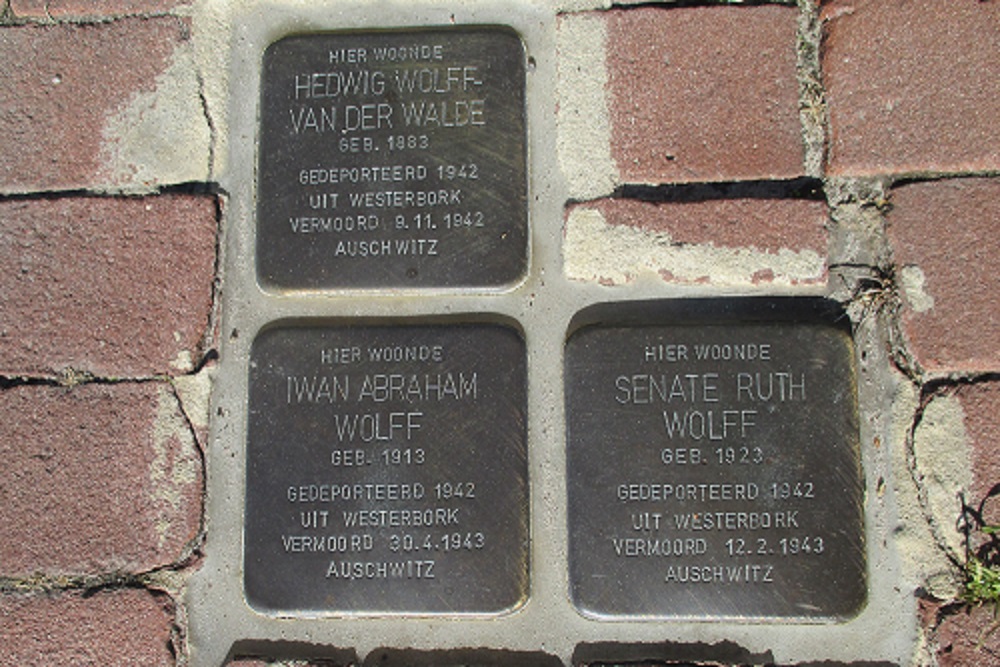 HIER WOONDE
HEDWIG WOLFF-
VAN DER WALDE
GEB. 1883
GEDEPORTEERD 1942
UIT WESTERBORK
VERMOORD 9.11.1942
AUSCHWITZ
HIER WOONDE
IWAN ABRAHAM
WOLFF
GEB. 1913
GEDEPORTEERD 1942
UIT WESTERBORK
VERMOORD 30.4.1943
AUSCHWITZ
HIER WOONDE
SENATE RUTH
WOLFF
GEB. 1923
GEDEPORTEERD 1942
UIT WESTERBORK
VERMOORD 12.2.1943
AUSCHWITZ